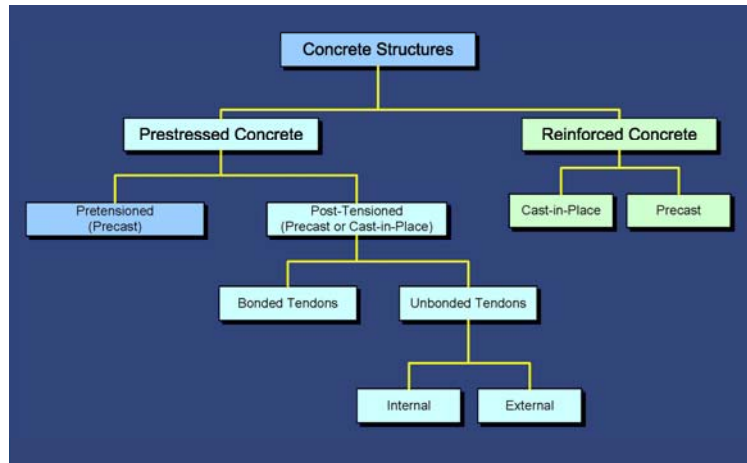 Concrete Structures
Prestressed Concrete
Reinforced Concrete
Pretensioned
(Precast)
Post-Tensioned
(Precast or Cast-in-Place)
Cast-in-Place
Precast
Bonded Tendons
Unbonded Tendons
Internal
External